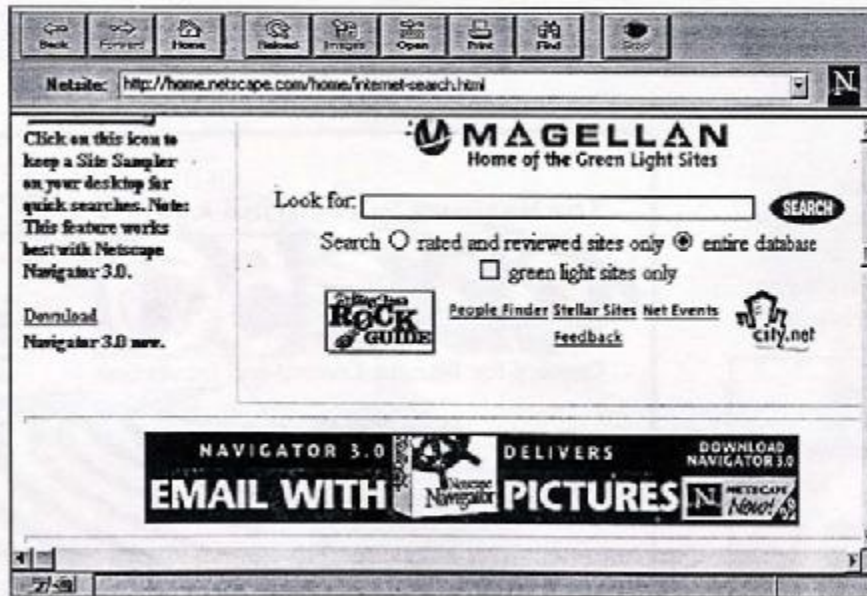 Back Forward Home Reload Images Open Print Find Stop
Netsite: http://home.netscape.com/home/internet-search.html N
Click on this icon to
keep a Site Sampler
on your desktop for
quick searches. Note:
This feature works
best with Netscape
Navigator 3.0.
Download
Navigator 3.0 now.
MAGELLAN
Home of the Green Light Sites
Look for: SEARCH
Search rated and reviewed sites only entire database
green light sites only
ROCK
GUIDE
People Finder Stellar Sites Net Events
Feedback
city.net
NAVIGATOR 3.0 DELIVERS
EMAIL WITH PICTURES
Netscape
Navigator
DOWNLOAD
NAVIGATOR 3.0
N NETSCAPE
Now!